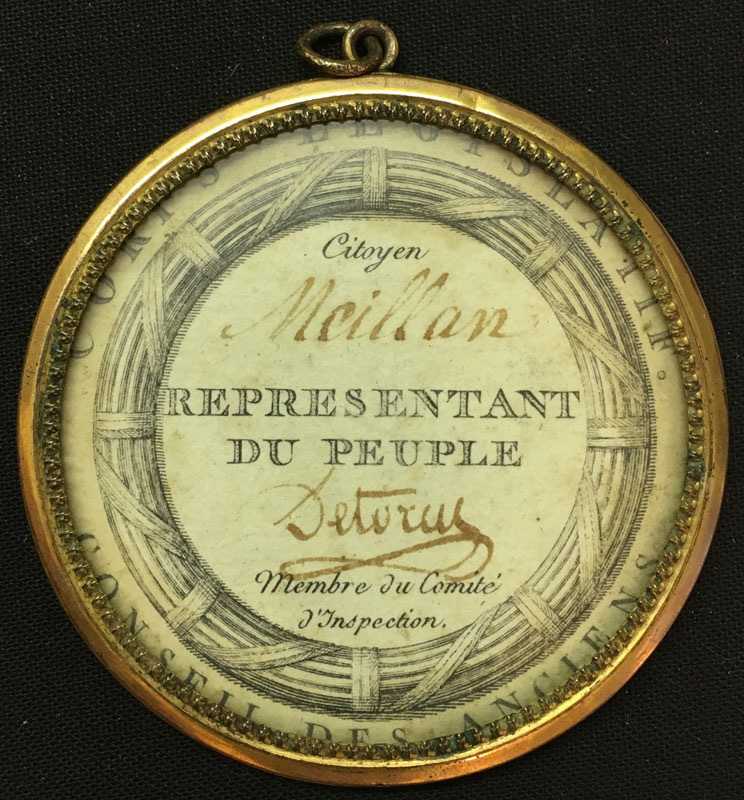 CORPS LEGISLATIF.
Citoyen
Meillan
REPRESENTANT
DU PEUPLE
Membre du Comité
d'Inspection.
CONSEIL DES ANCIENS